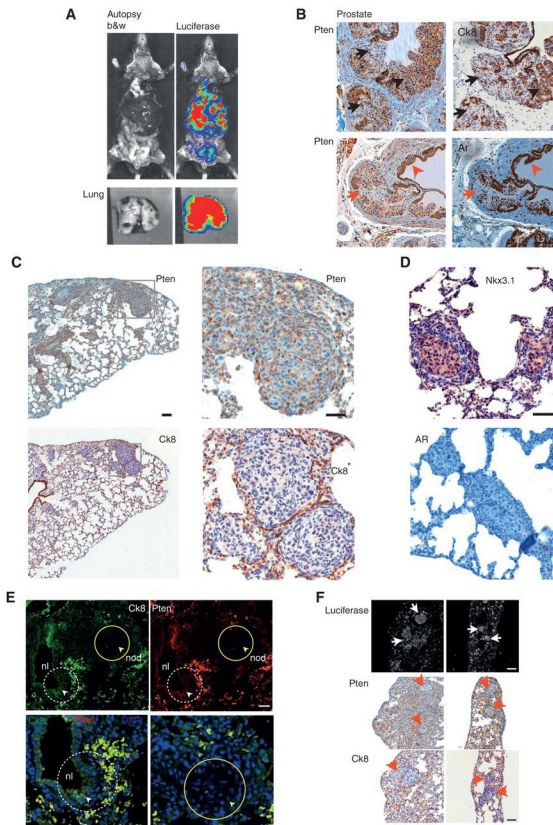 A
Autopsy
b&w
Luciferase
Lung
B
Prostate
Pten
Ck8
Pten
Ar
C
Pten
Pten
Ck8
Ck8
D
Nkx3.1
AR
E
Ck8
Pten
nl
nod
nl
F
Luciferase
Pten
Ck8